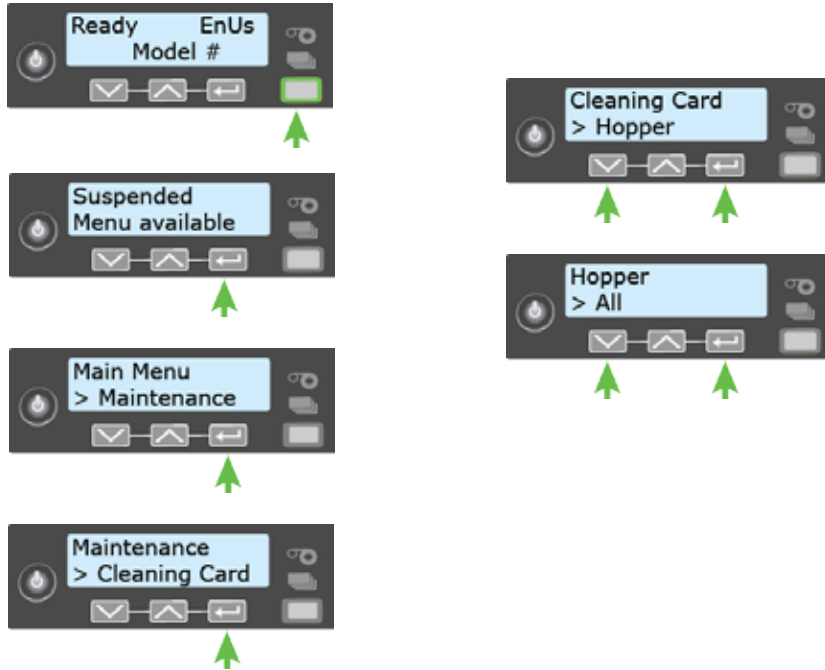 Ready EnUs
Model #
Suspended
Menu available
Main Menu
> Maintenance
Maintenance
> Cleaning Card
Cleaning Card
> Hopper
Hopper
> All